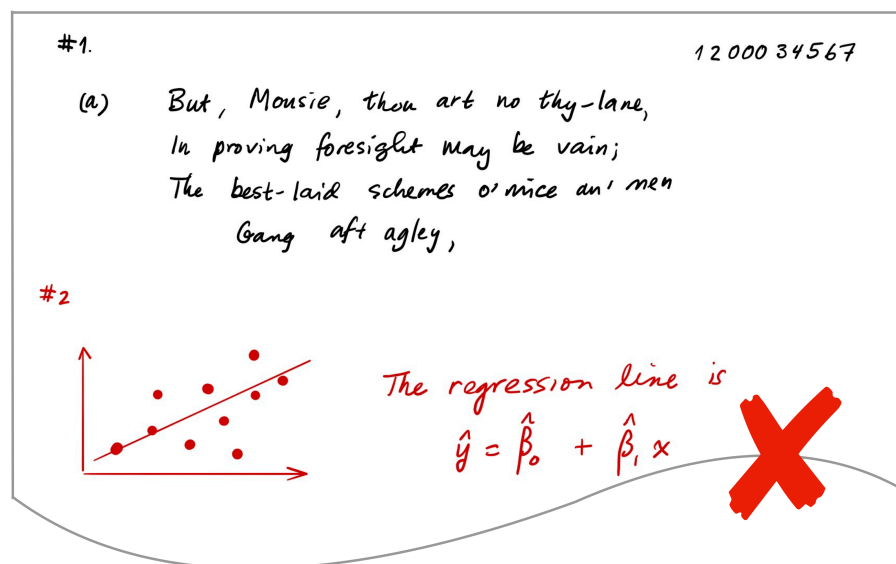 #1.
12000 34567
(a) But, Mousie, thou art no thy-lane,
In proving foresight may be vain;
The best-laid schemes o' mice an' men
Gang aft agley,
#2
The regression line is
ŷ = β̂₀ + β̂₁ x